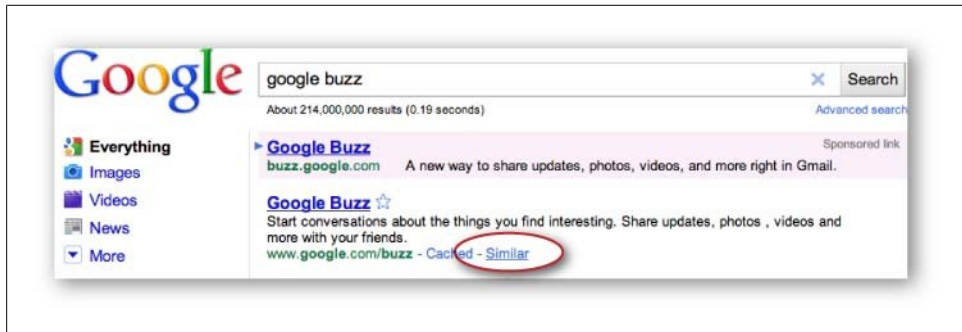 Google
google buzz
Search
About 214,000,000 results (0.19 seconds)
Advanced search
Everything
Images
Videos
News
More
Google Buzz
Sponsored link
buzz.google.com A new way to share updates, photos, videos, and more right in Gmail.
Google Buzz
Start conversations about the things you find interesting. Share updates, photos , videos and
more with your friends.
www.google.com/buzz - Cached - Similar